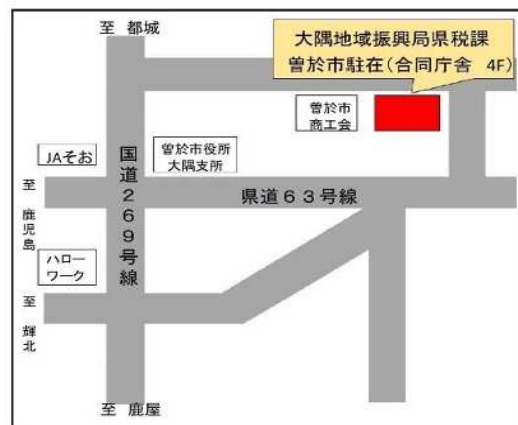 至 都城
大隅地域振興局県税課
曽於市駐在(合同庁舎 4F)
曽於市
商工会
JAそお
曽於市役所
大隅支所
国道269号線
至 鹿児島
県道63号線
ハロー
ワーク
至 輝北
至 鹿屋